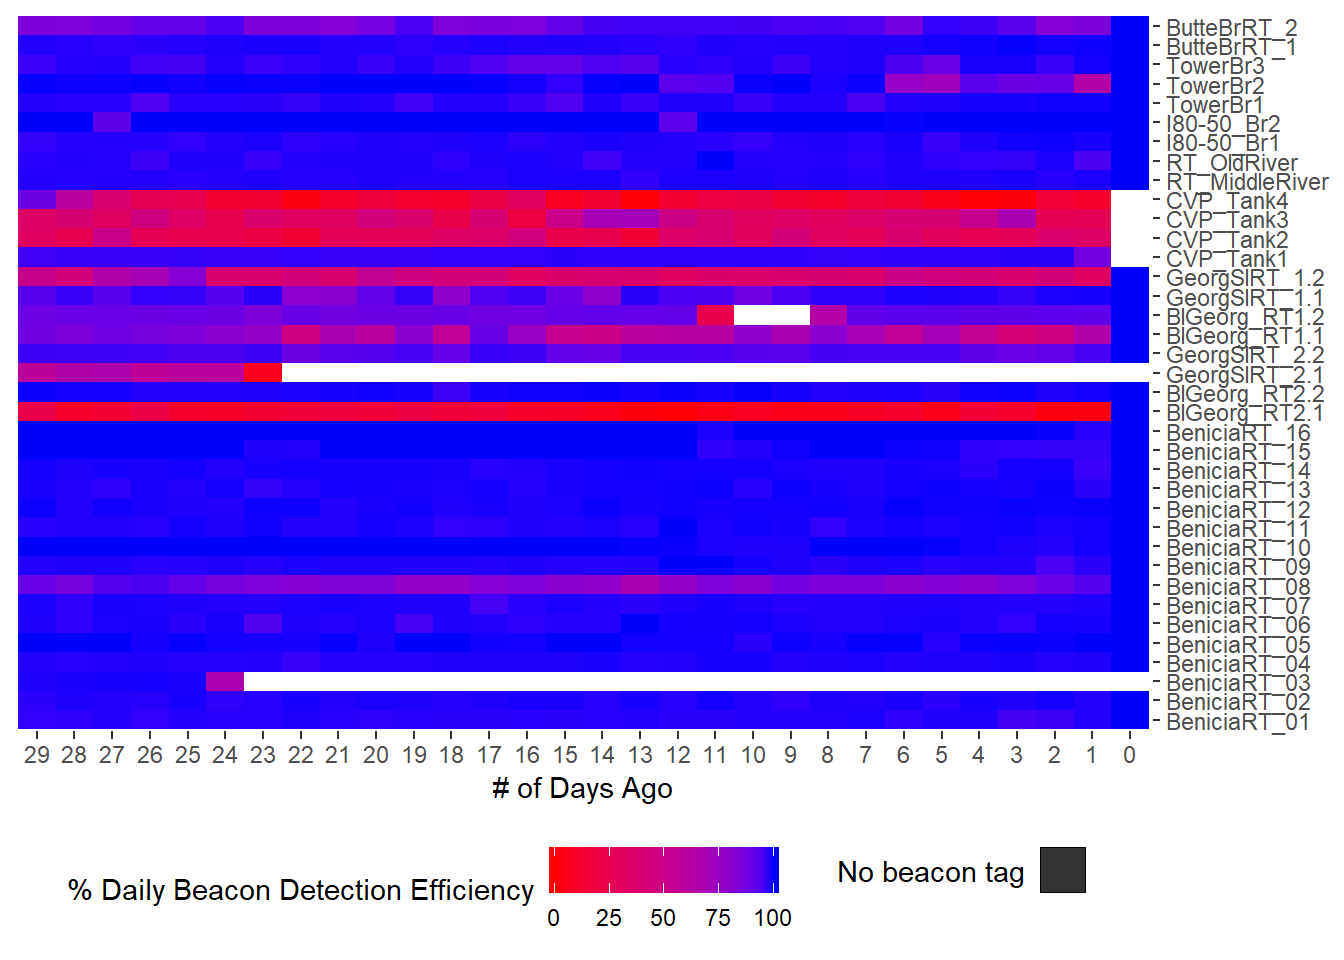 ButteBrRT_2
ButteBrRT_1
TowerBr3
TowerBr2
TowerBr1
I80-50_Br2
I80-50_Br1
RT_OldRiver
RT_MiddleRiver
CVP_Tank4
CVP_Tank3
CVP_Tank2
CVP_Tank1
GeorgSlRT_1.2
GeorgSlRT_1.1
BlGeorg_RT1.2
BlGeorg_RT1.1
GeorgSlRT_2.2
GeorgSlRT_2.1
BlGeorg_RT2.2
BlGeorg_RT2.1
BeniciaRT_16
BeniciaRT_15
BeniciaRT_14
BeniciaRT_13
BeniciaRT_12
BeniciaRT_11
BeniciaRT_10
BeniciaRT_09
BeniciaRT_08
BeniciaRT_07
BeniciaRT_06
BeniciaRT_05
BeniciaRT_04
BeniciaRT_03
BeniciaRT_02
BeniciaRT_01
29 28 27 26 25 24 23 22 21 20 19 18 17 16 15 14 13 12 11 10 9 8 7 6 5 4 3 2 1 0
# of Days Ago
% Daily Beacon Detection Efficiency
0 25 50 75 100
No beacon tag